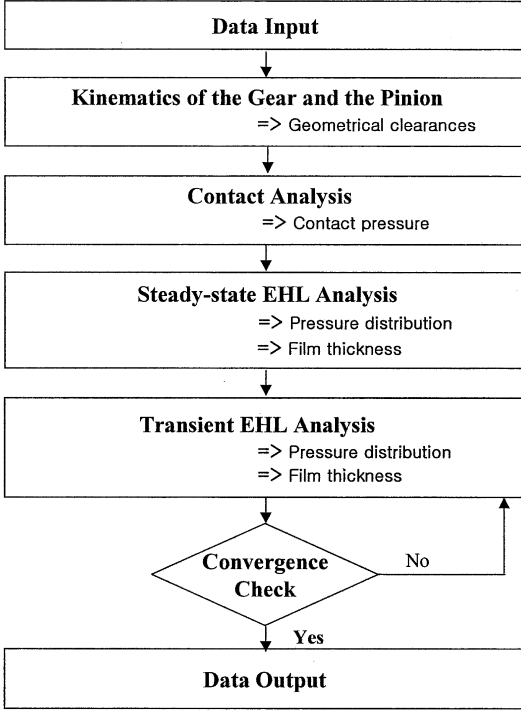 Data Input
Kinematics of the Gear and the Pinion
=> Geometrical clearances
Contact Analysis
=> Contact pressure
Steady-state EHL Analysis
=> Pressure distribution
=> Film thickness
Transient EHL Analysis
=> Pressure distribution
=> Film thickness
Convergence
Check
No
Yes
Data Output